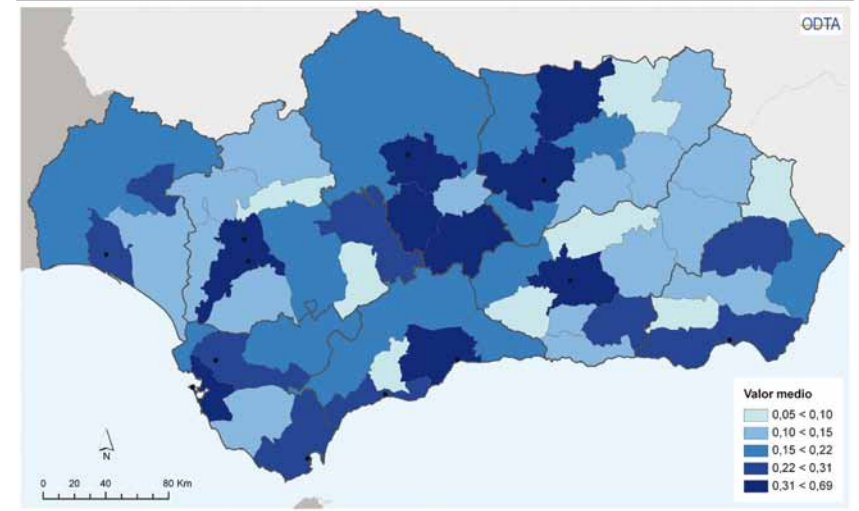 ODTA
Valor medio
0,05 < 0,10
0,10 < 0,15
0,15 < 0,22
0,22 < 0,31
0,31 < 0,69
N
0 20 40 80 Km